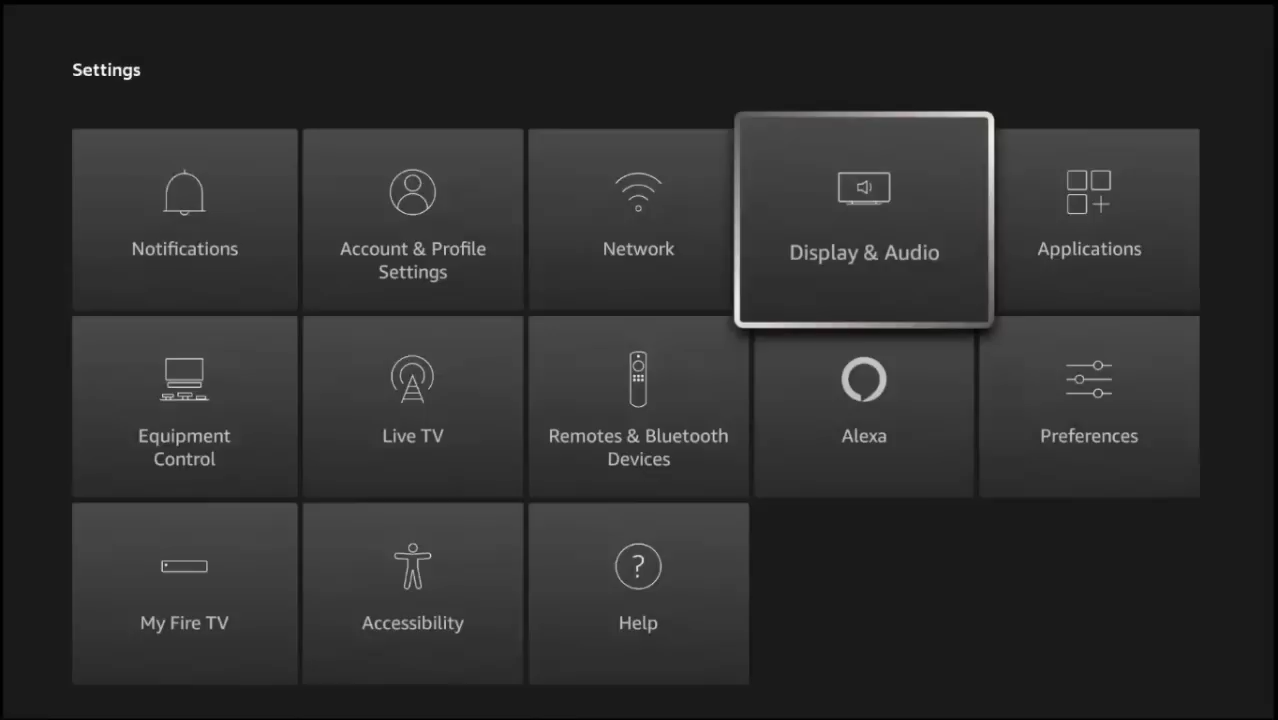 Settings
Notifications
Account & Profile
Settings
Network
Display & Audio
Applications
Equipment
Control
Live TV
Remotes & Bluetooth
Devices
Alexa
Preferences
My Fire TV
Accessibility
?
Help